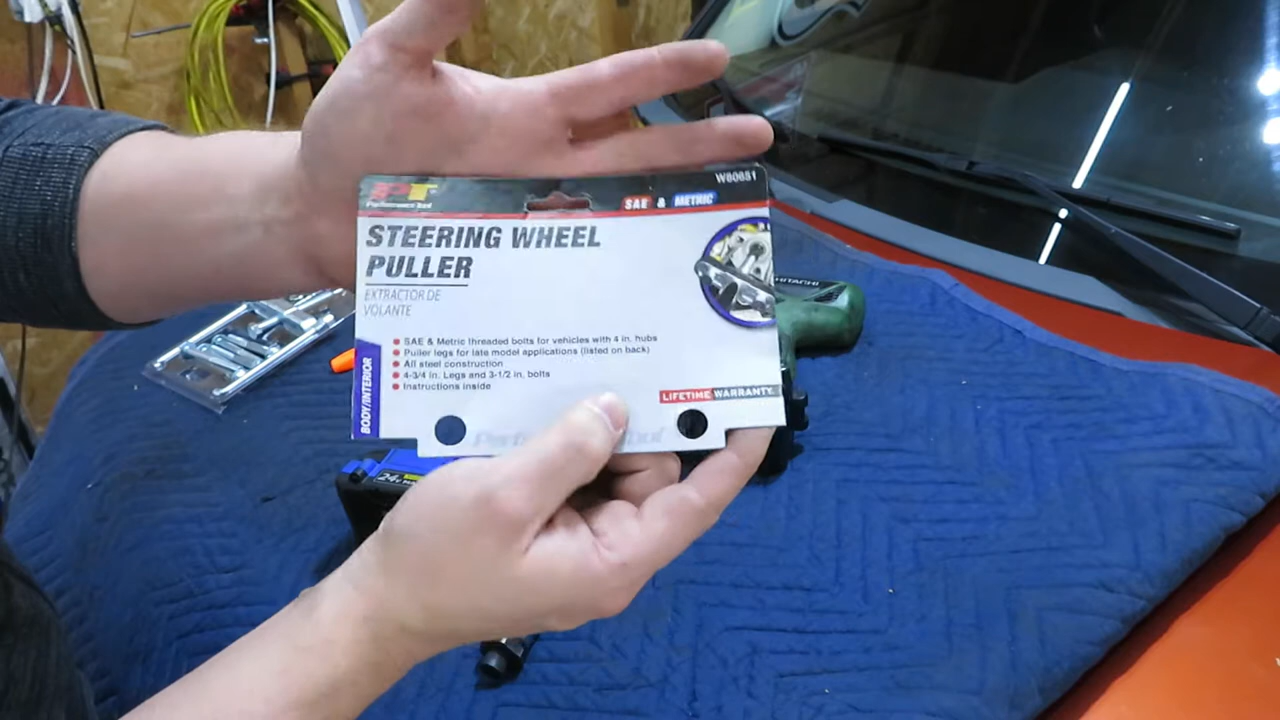 W80651
PT
Performance Tool
SAE & METRIC
STEERING WHEEL
PULLER
EXTRACTOR DE
VOLANTE
SAE & Metric threaded bolts for vehicles with 4 in. hubs
Puller legs for late model applications (listed on back)
All steel construction
4-3/4 in. Legs and 3-1/2 in. bolts
Instructions inside
BODY/INTERIOR
LIFETIME WARRANTY.
HITACHI
24V